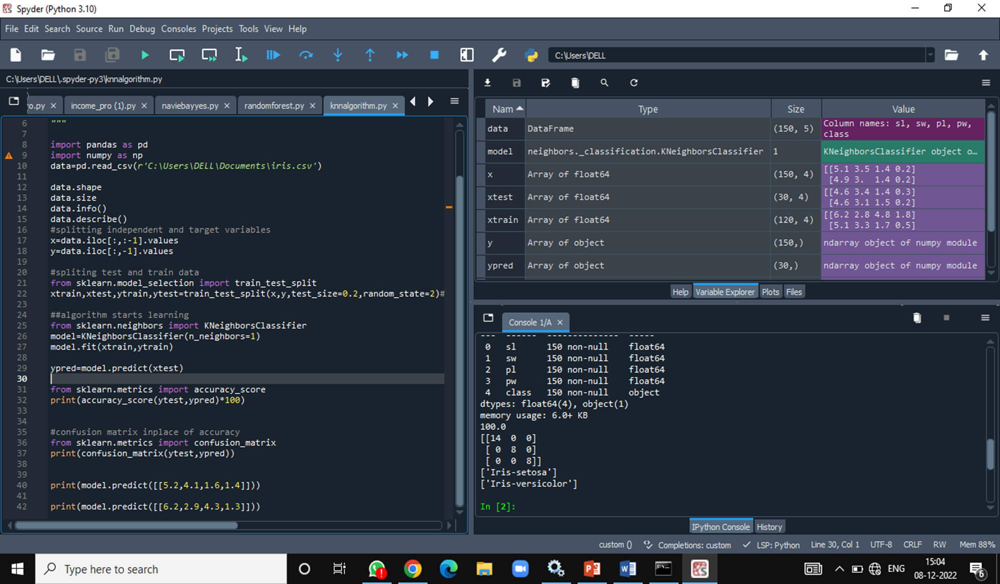 Spyder (Python 3.10)
File Edit Search Source Run Debug Consoles Projects Tools View Help
C:\Users\DELL
C:\Users\DELL\.spyder-py3\knnalgorithm.py
ro.py
income_pro (1).py
naviebayyes.py
randomforest.py
knnalgorithm.py
6 """
7
8 import pandas as pd
9 import numpy as np
10 data=pd.read_csv(r'C:\Users\DELL\Documents\iris.csv')
11
12 data.shape
13 data.size
14 data.info()
15 data.describe()
16 #splitting independent and target variables
17 x=data.iloc[:,:-1].values
18 y=data.iloc[:,-1].values
19
20 #spliting test and train data
21 from sklearn.model_selection import train_test_split
22 xtrain,xtest,ytrain,ytest=train_test_split(x,y,test_size=0.2,random_state=2)#
23
24 ##algorithm starts learning
25 from sklearn.neighbors import KNeighborsClassifier
26 model=KNeighborsClassifier(n_neighbors=1)
27 model.fit(xtrain,ytrain)
28
29 ypred=model.predict(xtest)
30
31 from sklearn.metrics import accuracy_score
32 print(accuracy_score(ytest,ypred)*100)
33
34
35 #confusion matrix inplace of accuracy
36 from sklearn.metrics import confusion_matrix
37 print(confusion_matrix(ytest,ypred))
38
39
40 print(model.predict([[5.2,4.1,1.6,1.4]]))
41
42 print(model.predict([[6.2,2.9,4.3,1.3]]))
Nam Type Size Value
data DataFrame (150, 5) Column names: sl, sw, pl, pw,
class
model neighbors._classification.KNeighborsClassifier 1 KNeighborsClassifier object o…
x Array of float64 (150, 4) [[5.1 3.5 1.4 0.2]
[4.9 3. 1.4 0.2]
xtest Array of float64 (30, 4) [[4.6 3.4 1.4 0.3]
[4.6 3.1 1.5 0.2]
xtrain Array of float64 (120, 4) [[6.2 2.8 4.8 1.8]
[5.1 3.3 1.7 0.5]
y Array of object (150,) ndarray object of numpy module
ypred Array of object (30,) ndarray object of numpy module
Help Variable Explorer Plots Files
Console 1/A
--- ------ -------------- -----
0 sl 150 non-null float64
1 sw 150 non-null float64
2 pl 150 non-null float64
3 pw 150 non-null float64
4 class 150 non-null object
dtypes: float64(4), object(1)
memory usage: 6.0+ KB
100.0
[[14 0 0]
[ 0 8 0]
[ 0 0 8]]
['Iris-setosa']
['Iris-versicolor']
In [2]:
IPython Console History
custom () Completions: custom LSP: Python Line 30, Col 1 UTF-8 CRLF RW Mem 88%
Type here to search
ENG
15:04
08-12-2022
6